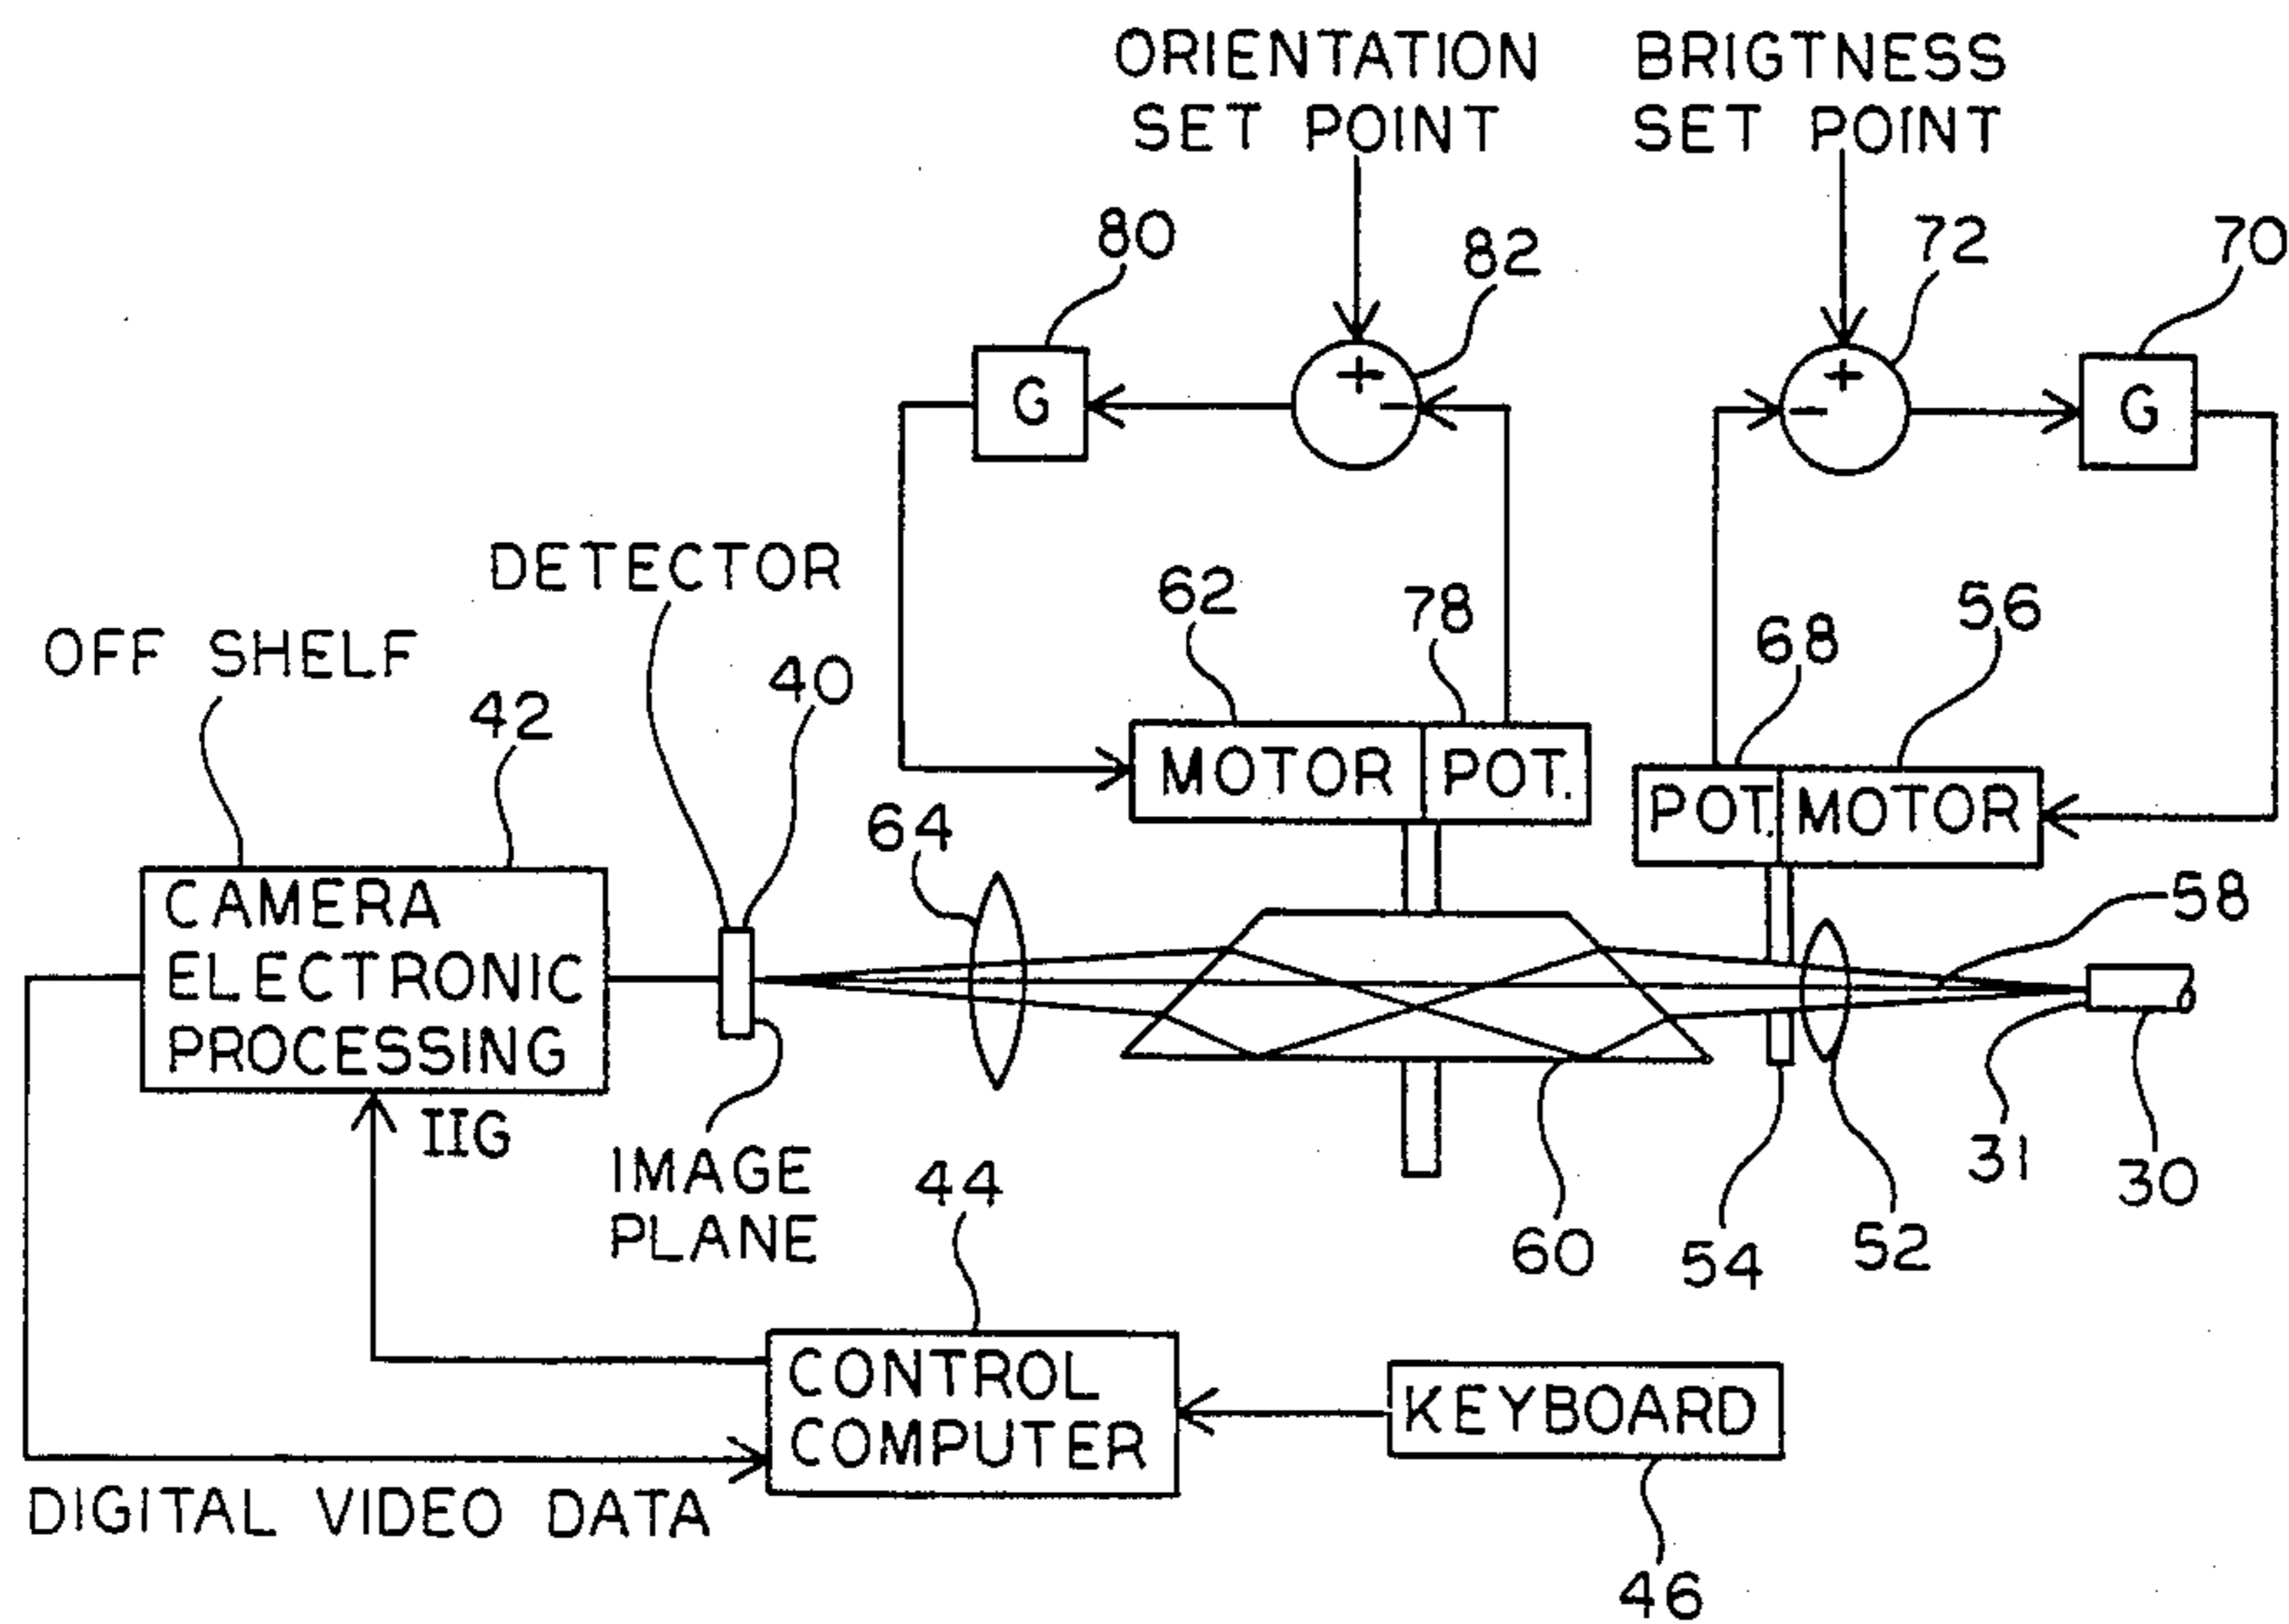 ORIENTATION
SET POINT
BRIGTNESS
SET POINT
80
82
72
70
G
+
−
+
−
G
DETECTOR
62
78
68
56
OFF SHELF
42
40
MOTOR
POT.
POT.
MOTOR
64
58
CAMERA
ELECTRONIC
PROCESSING
IIG
IMAGE
PLANE
44
60
54
52
31
30
CONTROL
COMPUTER
KEYBOARD
DIGITAL VIDEO DATA
46